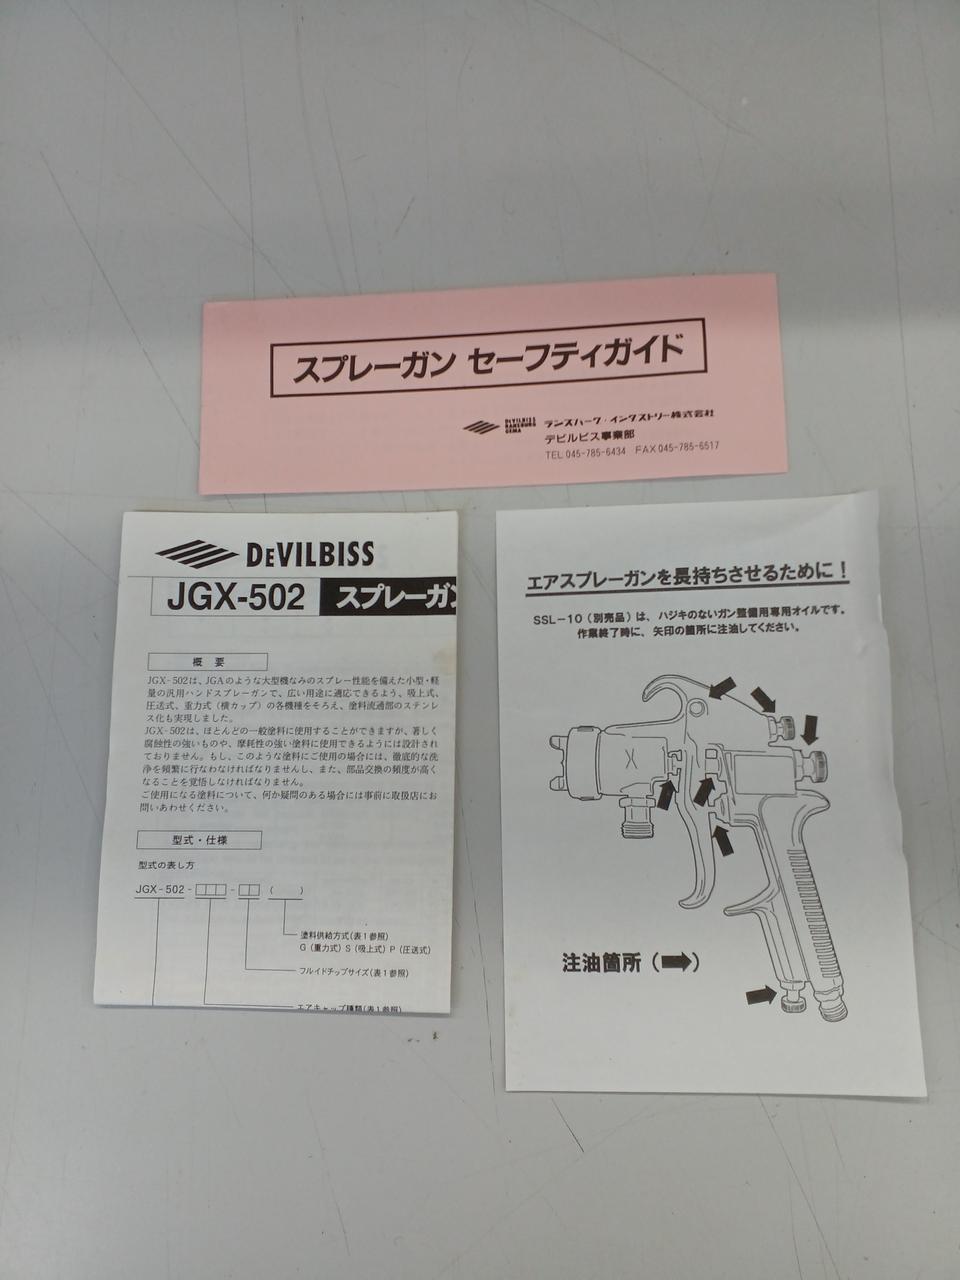 スプレーガン セーフティガイド
DEVILBISS
RANSBURG
GEMA
ランズバーグ・インダストリー株式会社
デビルビス事業部
TEL 045-785-6434 FAX 045-785-6517
DEVILBISS
JGX-502 スプレーガン
概 要
JGX-502は、JGAのような大型機なみのスプレー性能を備えた小型・軽
量の汎用ハンドスプレーガンで、広い用途に適応できるよう、吸上式、
圧送式、重力式（横カップ）の各機種をそろえ、塗料流通部のステンレ
ス化も実現しました。
JGX-502は、ほとんどの一般塗料に使用することができますが、著しく
腐蝕性の強いものや、摩耗性の強い塗料に使用できるようには設計され
ておりません。もし、このような塗料にご使用の場合には、徹底的な洗
浄を頻繁に行なわなければなりませんし、また、部品交換の頻度が高く
なることを覚悟しなければなりません。
ご使用になる塗料について、何か疑問のある場合には事前に取扱店にお
問いあわせください。
型式・仕様
型式の表し方
JGX-502-□□□-□□ （ ）
塗料供給方式(表1参照)
G（重力式）S（吸上式）P（圧送式）
フルイドチップサイズ(表1参照)
エアキャップ種類(表1参照)
エアスプレーガンを長持ちさせるために！
SSL-10（別売品）は、ハジキのないガン整備用専用オイルです。
作業終了時に、矢印の箇所に注油してください。
注油箇所（➡）